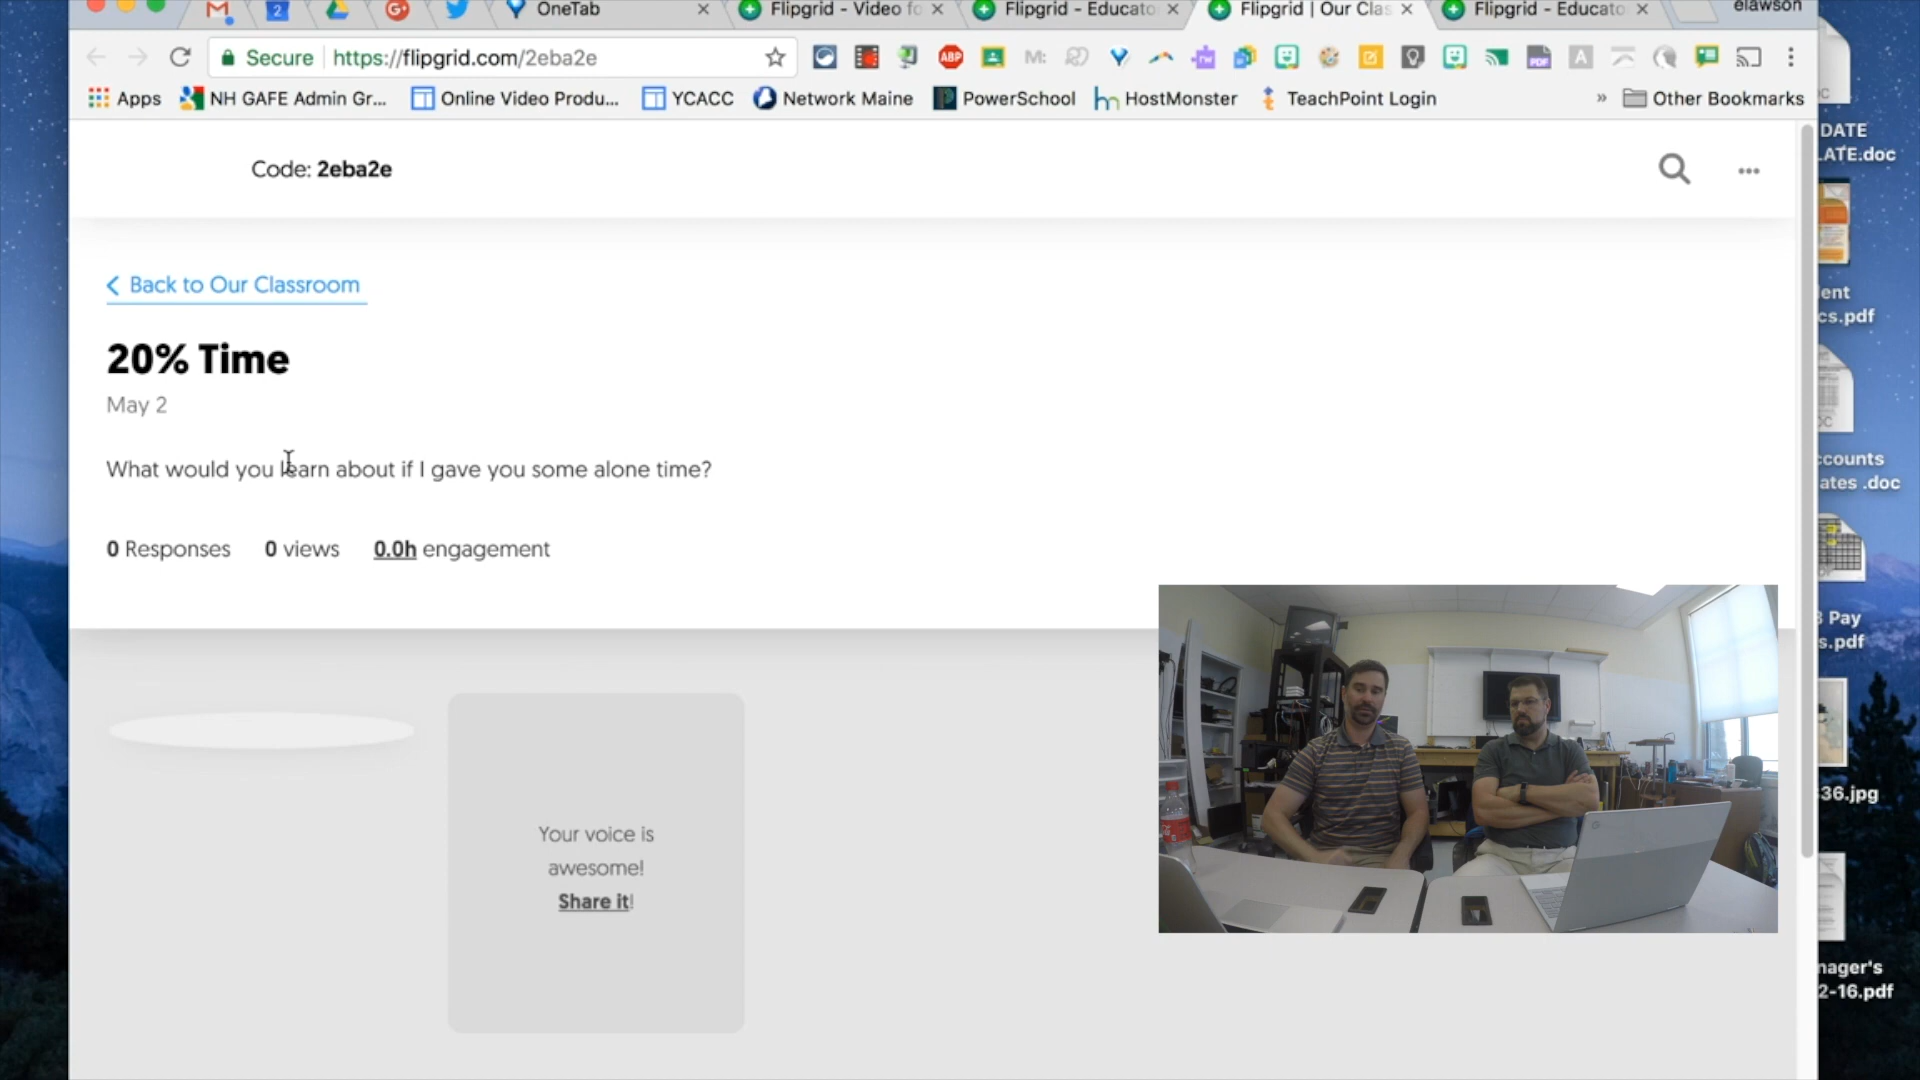 OneTab
Flipgrid - Video fo
Flipgrid - Educato
Flipgrid | Our Clas
Flipgrid - Educato
elawson
Secure
https://flipgrid.com/2eba2e
ABP
M:
PDF
A
Apps
NH GAFE Admin Gr...
Online Video Produ...
YCACC
Network Maine
PowerSchool
HostMonster
TeachPoint Login
»
Other Bookmarks
Code: 2eba2e
Back to Our Classroom
20% Time
May 2
What would you learn about if I gave you some alone time?
0 Responses
0 views
0.0h engagement
Your voice is
awesome!
Share it!
DATE
LATE.doc
ent
cs.pdf
ccounts
ates .doc
Pay
s.pdf
36.jpg
nager's
2-16.pdf